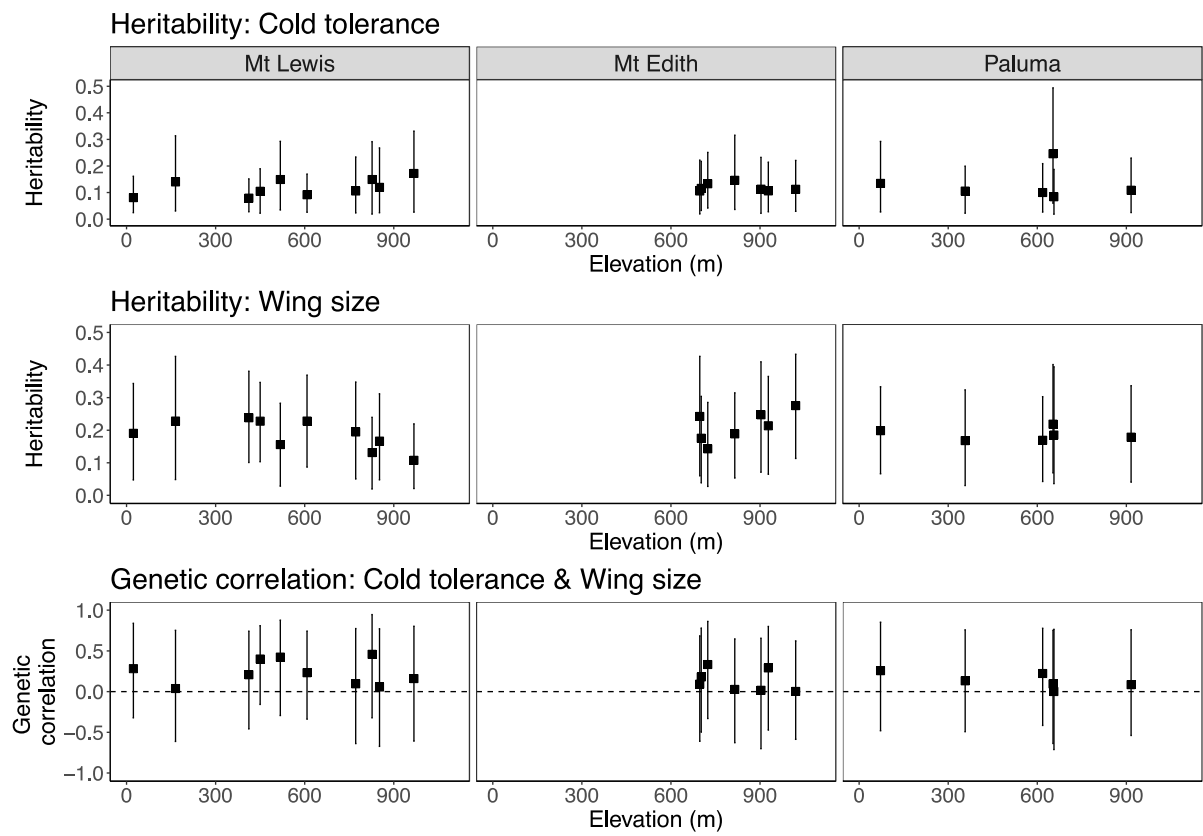 Heritability: Cold tolerance
Mt Lewis Mt Edith Paluma
Heritability
0.5
0.4
0.3
0.2
0.1
0.0
0 300 600 900 0 300 600 900 0 300 600 900
Elevation (m)
Heritability: Wing size
Heritability
0.5
0.4
0.3
0.2
0.1
0.0
0 300 600 900 0 300 600 900 0 300 600 900
Elevation (m)
Genetic correlation: Cold tolerance & Wing size
Genetic
correlation
1.0
0.5
0.0
−0.5
−1.0
0 300 600 900 0 300 600 900 0 300 600 900
Elevation (m)